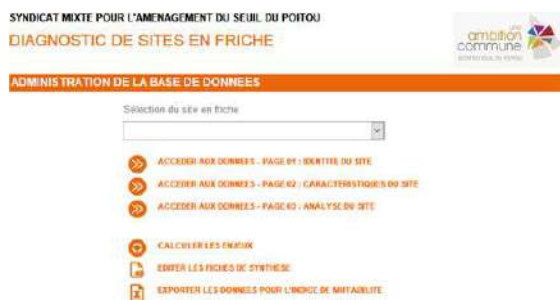 SYNDICAT MIXTE POUR L'AMENAGEMENT DU SEUIL DU POITOU
DIAGNOSTIC DE SITES EN FRICHE
une
ambition
commune
ADMINISTRATION DE LA BASE DE DONNEES
Sélection du site en friche
ACCEDER AUX DONNEES - PAGE 01 : IDENTITE DU SITE
ACCEDER AUX DONNEES - PAGE 02 : CARACTERISTIQUES DU SITE
ACCEDER AUX DONNEES - PAGE 03 : ANALYSE DU SITE
CALCULER LES ENJEUX
EDITER LES FICHES DE SYNTHESE
EXPORTER LES DONNEES POUR L'INDICE DE MUTABILITE